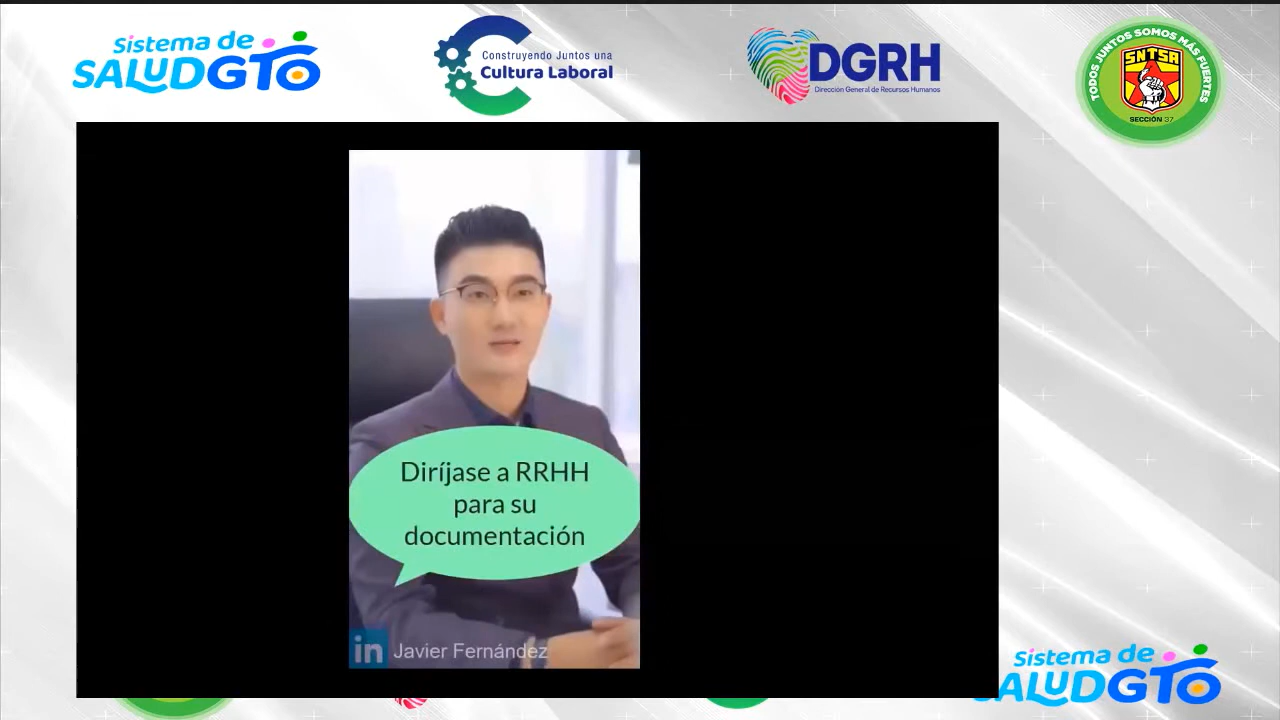 Sistema de
SALUDGTO
Construyendo Juntos una
Cultura Laboral
DGRH
Dirección General de Recursos Humanos
TODOS JUNTOS SOMOS MÁS FUERTES
SNTSA
SECCIÓN 37
Diríjase a RRHH
para su
documentación
in Javier Fernández
Sistema de
SALUDGTO